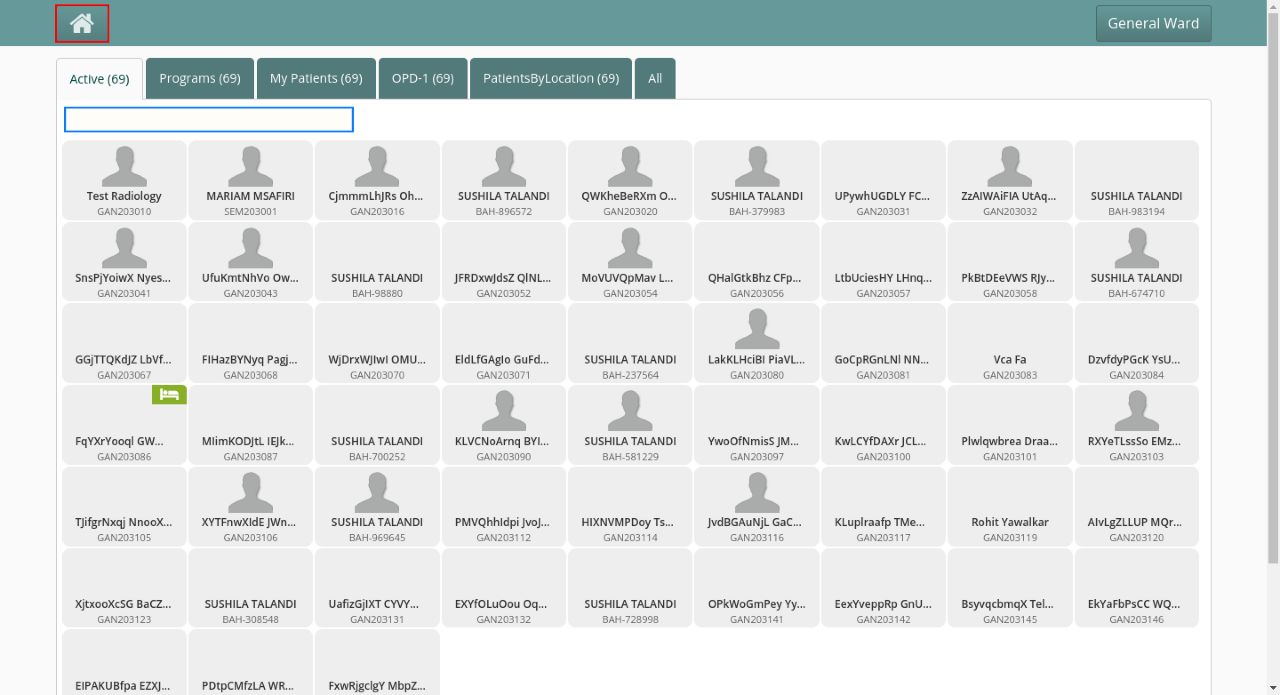 General Ward
Active (69) Programs (69) My Patients (69) OPD-1 (69) PatientsByLocation (69) All
Test Radiology MARIAM MSAFIRI CjmmmLhJRs Oh... SUSHILA TALANDI QWKheBeRXm O... SUSHILA TALANDI UPywhUGDLY FC... ZzAIWAiFIA UtAq... SUSHILA TALANDI
GAN203010 SEM203001 GAN203016 BAH-896572 GAN203020 BAH-379983 GAN203031 GAN203032 BAH-983194
SnsPjYoiwX Nyes... UfuKmtNhVo Ow... SUSHILA TALANDI JFRDxwJdsZ QlNL... MoVUVQpMav L... QHalGtkBhz CFp... LtbUciesHY LHnq... PkBtDEeVWS RJy... SUSHILA TALANDI
GAN203041 GAN203043 BAH-98880 GAN203052 GAN203054 GAN203056 GAN203057 GAN203058 BAH-674710
GGjTTQKdJZ LbVf... FIHazBYNyq Pagj... WjDrxWJIwI OMU... EldLfGAgIo GuFd... SUSHILA TALANDI LakKLHciBI PiaVL... GoCpRGnLNl NN... Vca Fa DzvfdyPGcK YsU...
GAN203067 GAN203068 GAN203070 GAN203071 BAH-237564 GAN203080 GAN203081 GAN203083 GAN203084
FqYXrYooql GW... MIimKODJtL IEJk... SUSHILA TALANDI KLVCNoArnq BYI... SUSHILA TALANDI YwoOfNmisS JM... KwLCYfDAXr JCL... Plwlqwbrea Draa... RXYeTLssSo EMz...
GAN203086 GAN203087 BAH-700252 GAN203090 BAH-581229 GAN203097 GAN203100 GAN203101 GAN203103
TJifgrNxqj NnooX... XYTFnwXIdE JWn... SUSHILA TALANDI PMVQhhIdpi JvoJ... HIXNVMPDoy Ts... JvdBGAuNjL GaC... KLuplraafp TMe... Rohit Yawalkar AIvLgZLLUP MQr...
GAN203105 GAN203106 BAH-969645 GAN203112 GAN203114 GAN203116 GAN203117 GAN203119 GAN203120
XjtxooXcSG BaCZ... SUSHILA TALANDI UafizGjIXT CYVY... EXYfOLuOou Oq... SUSHILA TALANDI OPkWoGmPey Yy... EexYveppRp GnU... BsyvqcbmqX Tel... EkYaFbPsCC WQ...
GAN203123 BAH-308548 GAN203131 GAN203132 BAH-728998 GAN203141 GAN203142 GAN203145 GAN203146
EIPAKUBfpa EZXJ... PDtpCMfzLA WR... FxwRjgclgY MbpZ...